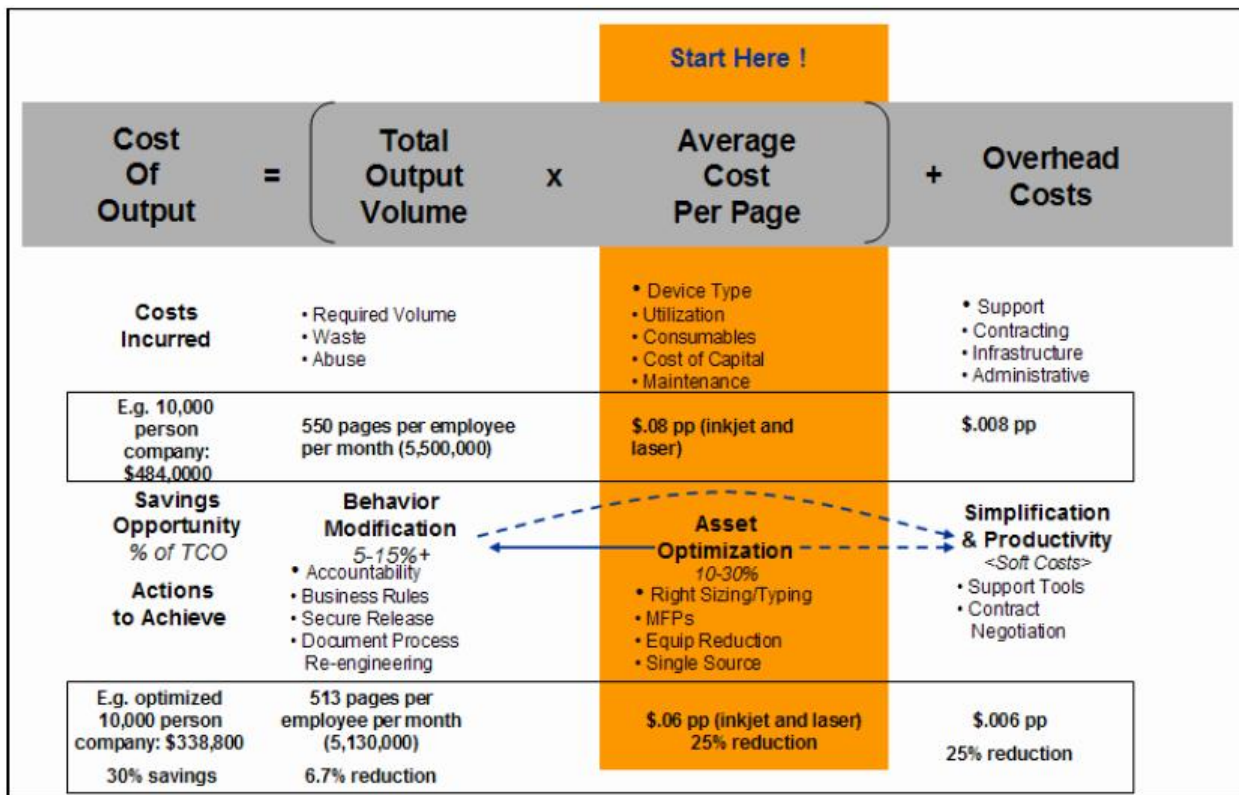 Start Here !
Cost
Of
Output
=
Total
Output
Volume
x
Average
Cost
Per Page
+
Overhead
Costs
Costs
Incurred
• Required Volume
• Waste
• Abuse
• Device Type
• Utilization
• Consumables
• Cost of Capital
• Maintenance
• Support
• Contracting
• Infrastructure
• Administrative
E.g. 10,000
person
company:
$484,0000
550 pages per employee
per month (5,500,000)
$.08 pp (inkjet and
laser)
$.008 pp
Savings
Opportunity
% of TCO
Behavior
Modification
5-15%+
Asset
Optimization
10-30%
Simplification
& Productivity
<Soft Costs>
Actions
to Achieve
• Accountability
• Business Rules
• Secure Release
• Document Process
Re-engineering
• Right Sizing/Typing
• MFPs
• Equip Reduction
• Single Source
• Support Tools
• Contract
Negotiation
E.g. optimized
10,000 person
company: $338,800
30% savings
513 pages per
employee per month
(5,130,000)
6.7% reduction
$.06 pp (inkjet and laser)
25% reduction
$.006 pp
25% reduction